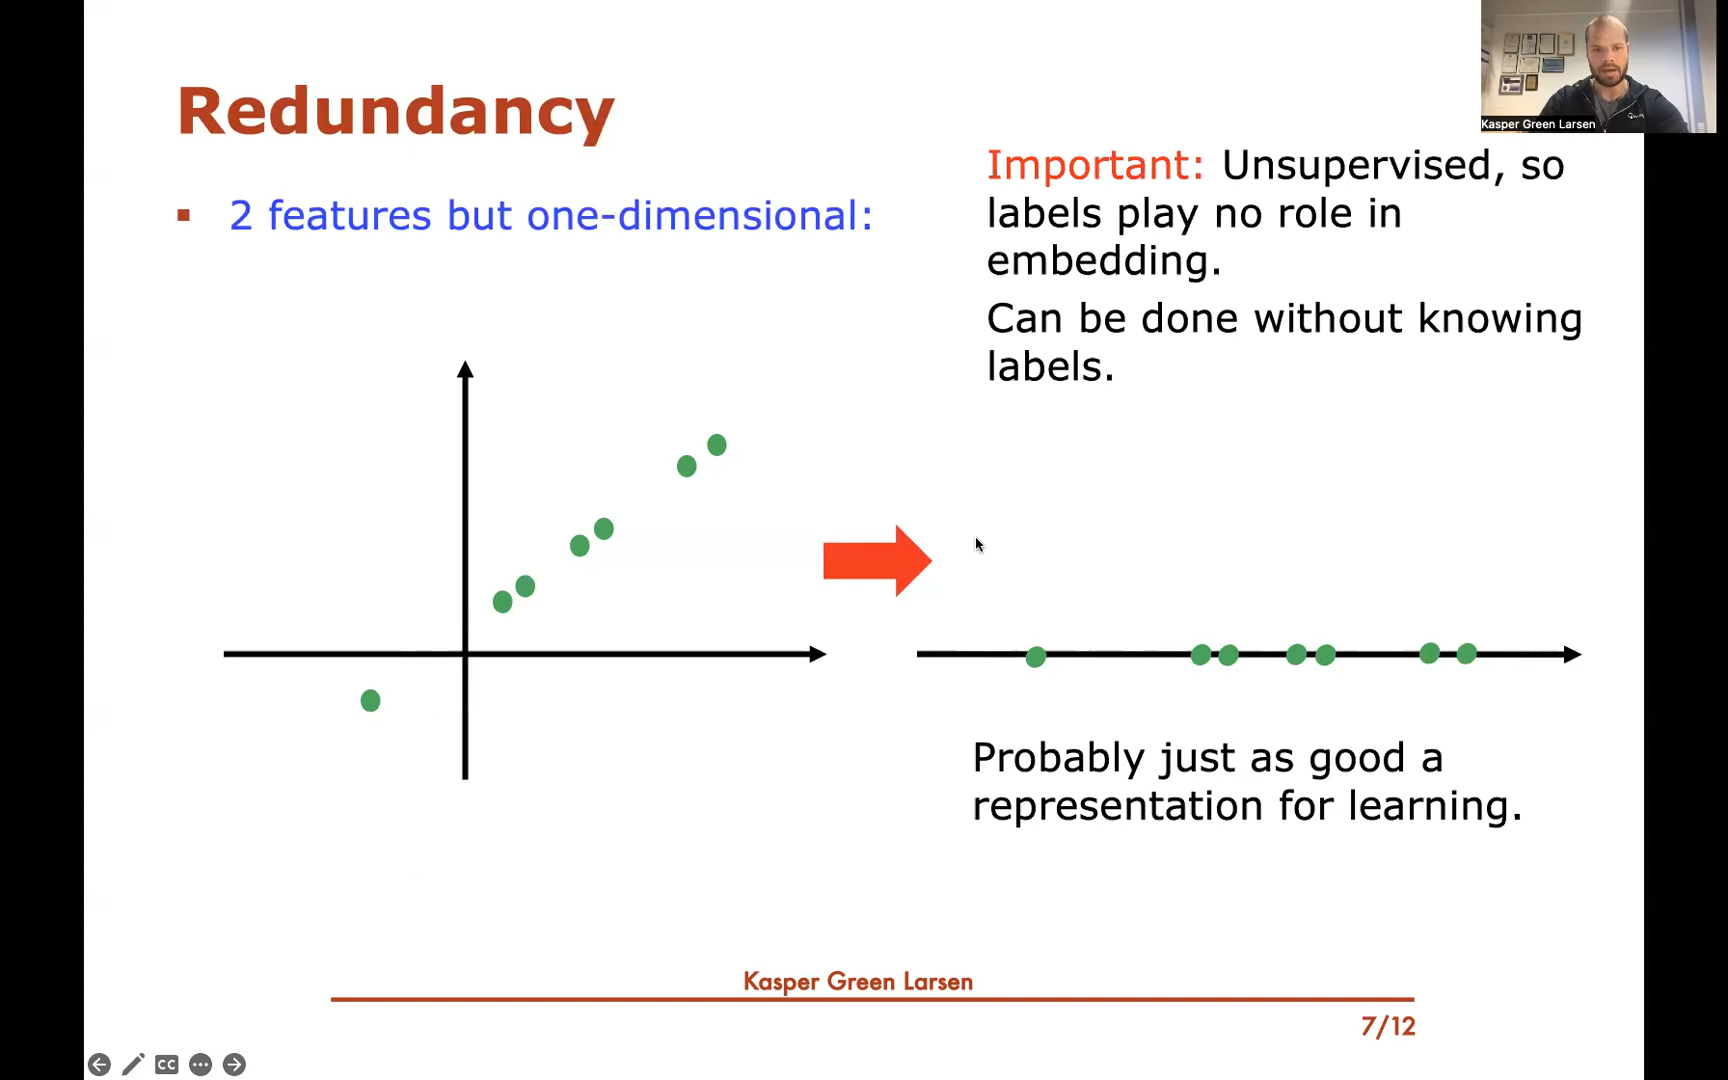 Redundancy
Kasper Green Larsen
▪ 2 features but one-dimensional:
Important: Unsupervised, so
labels play no role in
embedding.
Can be done without knowing
labels.
Probably just as good a
representation for learning.
Kasper Green Larsen
7/12
CC